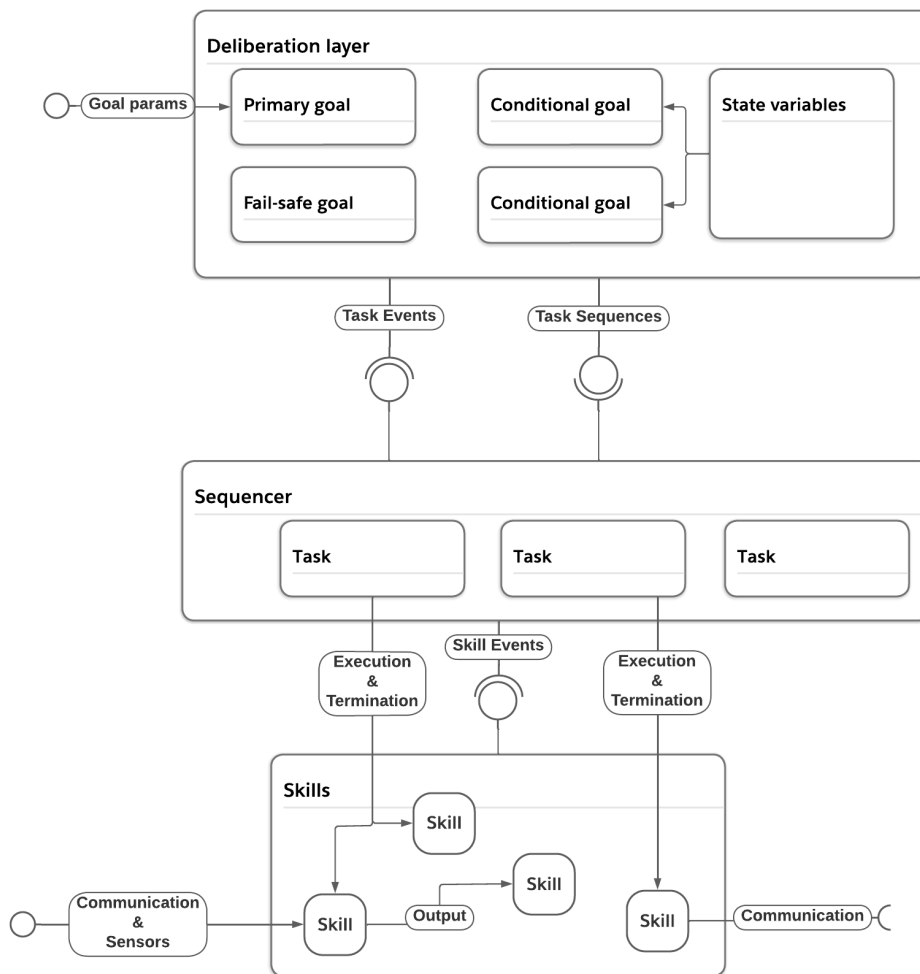 Deliberation layer
Goal params
Primary goal
Conditional goal
State variables
Fail-safe goal
Conditional goal
Task Events
Task Sequences
Sequencer
Task
Task
Task
Skill Events
Execution
&
Termination
Execution
&
Termination
Skills
Skill
Skill
Communication
&
Sensors
Skill
Output
Skill
Communication